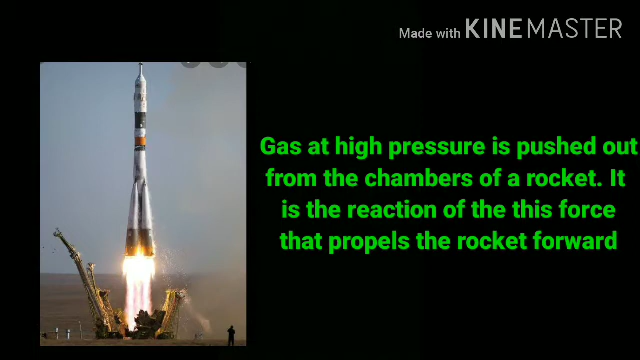 Made with KINEMASTER
Gas at high pressure is pushed out
from the chambers of a rocket. It
is the reaction of the this force
that propels the rocket forward